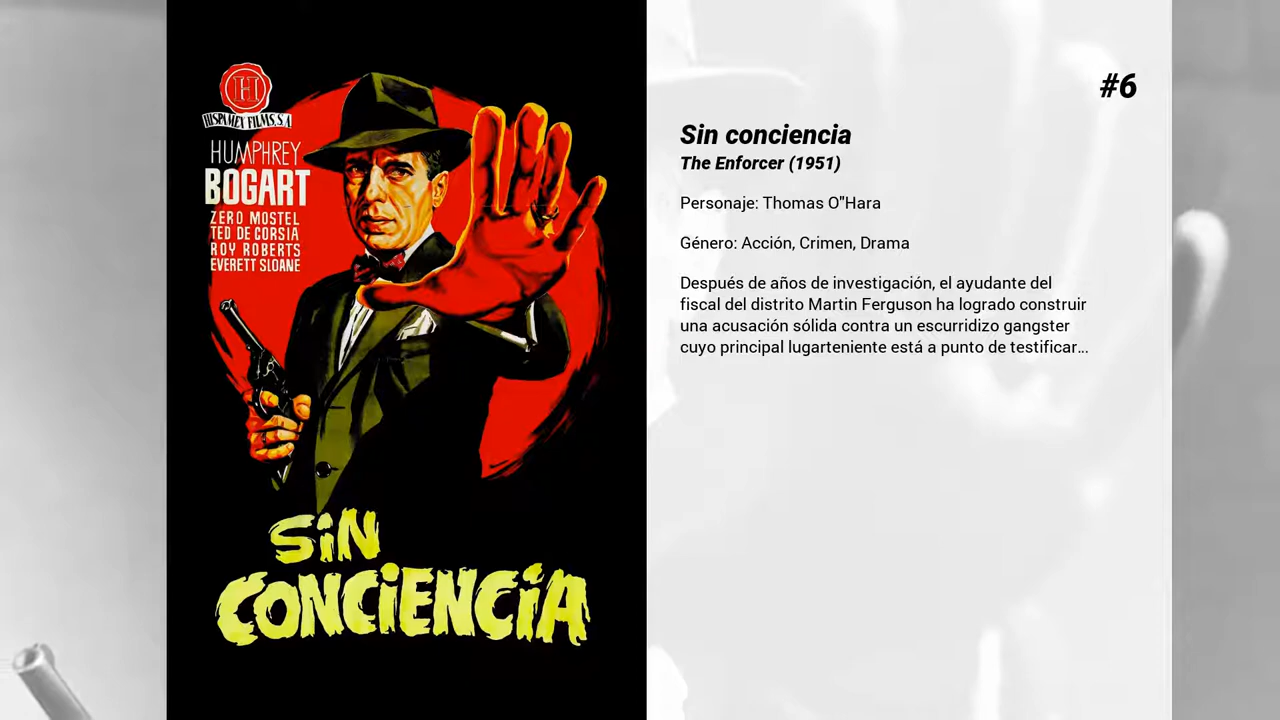 H
HISPAMEX FILMS, S.A
HUMPHREY
BOGART
ZERO MOSTEL
TED DE CORSIA
ROY ROBERTS
EVERETT SLOANE
SiN
CONCiENCiA
#6
Sin conciencia
The Enforcer (1951)
Personaje: Thomas O"Hara
Género: Acción, Crimen, Drama
Después de años de investigación, el ayudante del
fiscal del distrito Martin Ferguson ha logrado construir
una acusación sólida contra un escurridizo gangster
cuyo principal lugarteniente está a punto de testificar...